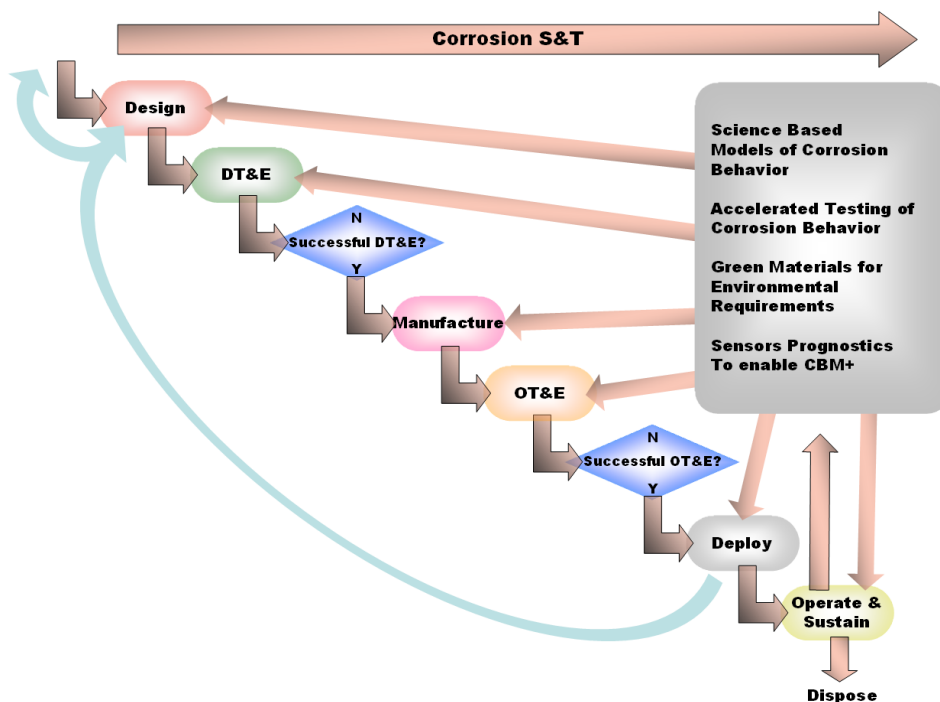 Corrosion S&T
Design
DT&E
N
Successful DT&E?
Y
Manufacture
OT&E
N
Successful OT&E?
Y
Deploy
Operate &
Sustain
Dispose
Science Based
Models of Corrosion
Behavior
Accelerated Testing of
Corrosion Behavior
Green Materials for
Environmental
Requirements
Sensors Prognostics
To enable CBM+